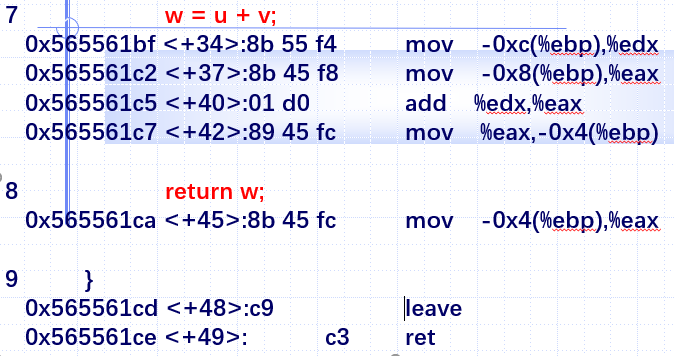 7 w = u + v;
0x565561bf <+34>:8b 55 f4 mov -0xc(%ebp),%edx
0x565561c2 <+37>:8b 45 f8 mov -0x8(%ebp),%eax
0x565561c5 <+40>:01 d0 add %edx,%eax
0x565561c7 <+42>:89 45 fc mov %eax,-0x4(%ebp)
8 return w;
0x565561ca <+45>:8b 45 fc mov -0x4(%ebp),%eax
9 }
0x565561cd <+48>:c9 leave
0x565561ce <+49>: c3 ret